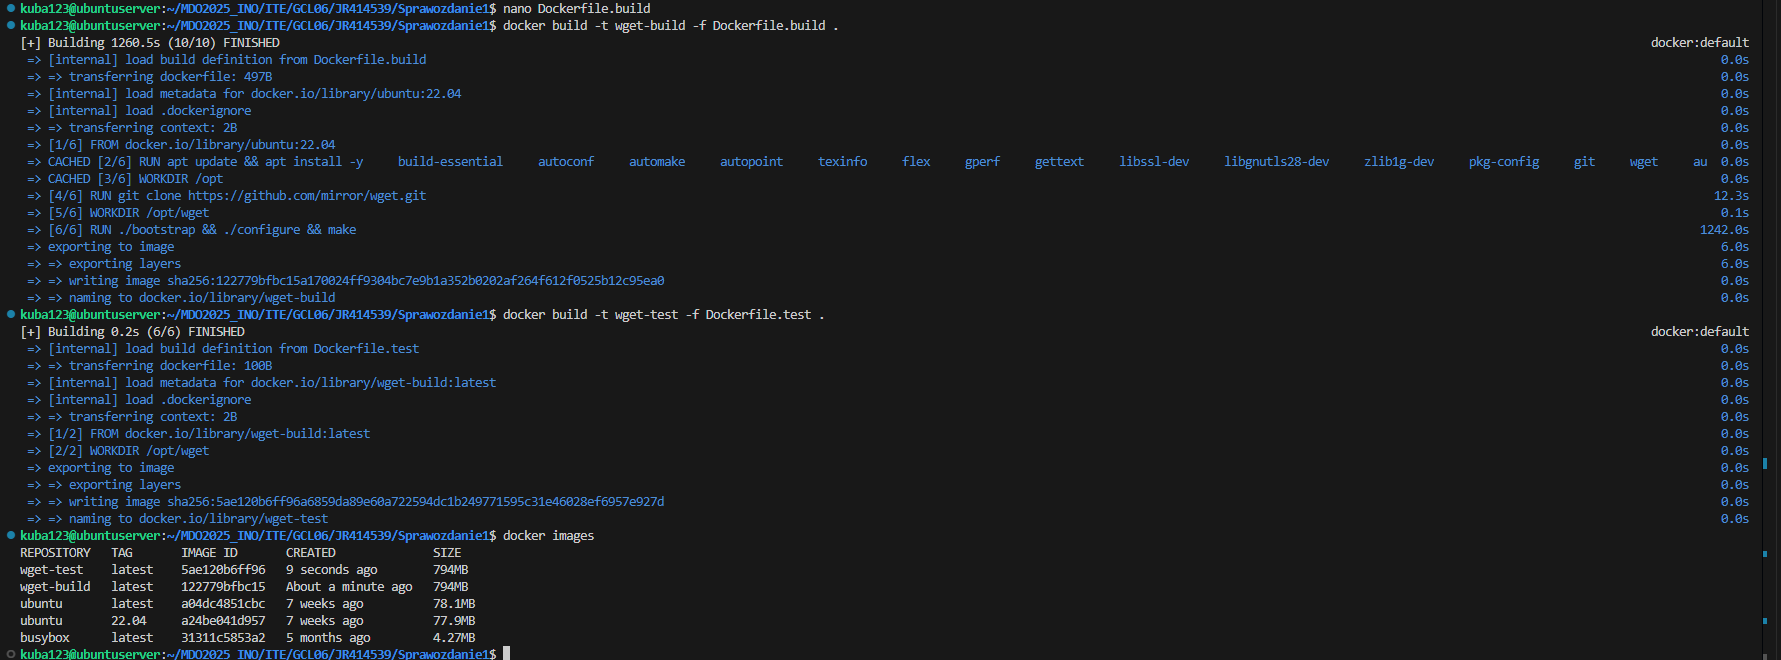 kuba123@ubuntuserver:~/MDO2025_INO/ITE/GCL06/JR414539/Sprawozdanie1$ nano Dockerfile.build
kuba123@ubuntuserver:~/MDO2025_INO/ITE/GCL06/JR414539/Sprawozdanie1$ docker build -t wget-build -f Dockerfile.build .
[+] Building 1260.5s (10/10) FINISHED docker:default
=> [internal] load build definition from Dockerfile.build 0.0s
=> => transferring dockerfile: 497B 0.0s
=> [internal] load metadata for docker.io/library/ubuntu:22.04 0.0s
=> [internal] load .dockerignore 0.0s
=> => transferring context: 2B 0.0s
=> [1/6] FROM docker.io/library/ubuntu:22.04 0.0s
=> CACHED [2/6] RUN apt update && apt install -y build-essential autoconf automake autopoint texinfo flex gperf gettext libssl-dev libgnutls28-dev zlib1g-dev pkg-config git wget au 0.0s
=> CACHED [3/6] WORKDIR /opt 0.0s
=> [4/6] RUN git clone https://github.com/mirror/wget.git 12.3s
=> [5/6] WORKDIR /opt/wget 0.1s
=> [6/6] RUN ./bootstrap && ./configure && make 1242.0s
=> exporting to image 6.0s
=> => exporting layers 6.0s
=> => writing image sha256:122779bfbc15a170024ff9304bc7e9b1a352b0202af264f612f0525b12c95ea0 0.0s
=> => naming to docker.io/library/wget-build 0.0s
kuba123@ubuntuserver:~/MDO2025_INO/ITE/GCL06/JR414539/Sprawozdanie1$ docker build -t wget-test -f Dockerfile.test .
[+] Building 0.2s (6/6) FINISHED docker:default
=> [internal] load build definition from Dockerfile.test 0.0s
=> => transferring dockerfile: 100B 0.0s
=> [internal] load metadata for docker.io/library/wget-build:latest 0.0s
=> [internal] load .dockerignore 0.0s
=> => transferring context: 2B 0.0s
=> [1/2] FROM docker.io/library/wget-build:latest 0.0s
=> [2/2] WORKDIR /opt/wget 0.0s
=> exporting to image 0.0s
=> => exporting layers 0.0s
=> => writing image sha256:5ae120b6ff96a6859da89e60a722594dc1b249771595c31e46028ef6957e927d 0.0s
=> => naming to docker.io/library/wget-test 0.0s
kuba123@ubuntuserver:~/MDO2025_INO/ITE/GCL06/JR414539/Sprawozdanie1$ docker images
REPOSITORY TAG IMAGE ID CREATED SIZE
wget-test latest 5ae120b6ff96 9 seconds ago 794MB
wget-build latest 122779bfbc15 About a minute ago 794MB
ubuntu latest a04dc4851cbc 7 weeks ago 78.1MB
ubuntu 22.04 a24be041d957 7 weeks ago 77.9MB
busybox latest 31311c5853a2 5 months ago 4.27MB
kuba123@ubuntuserver:~/MDO2025_INO/ITE/GCL06/JR414539/Sprawozdanie1$